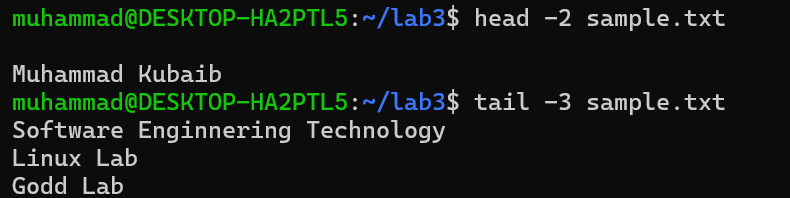 muhammad@DESKTOP-HA2PTL5:~/lab3$ head -2 sample.txt

Muhammad Kubaib
muhammad@DESKTOP-HA2PTL5:~/lab3$ tail -3 sample.txt
Software Enginnering Technology
Linux Lab
Godd Lab